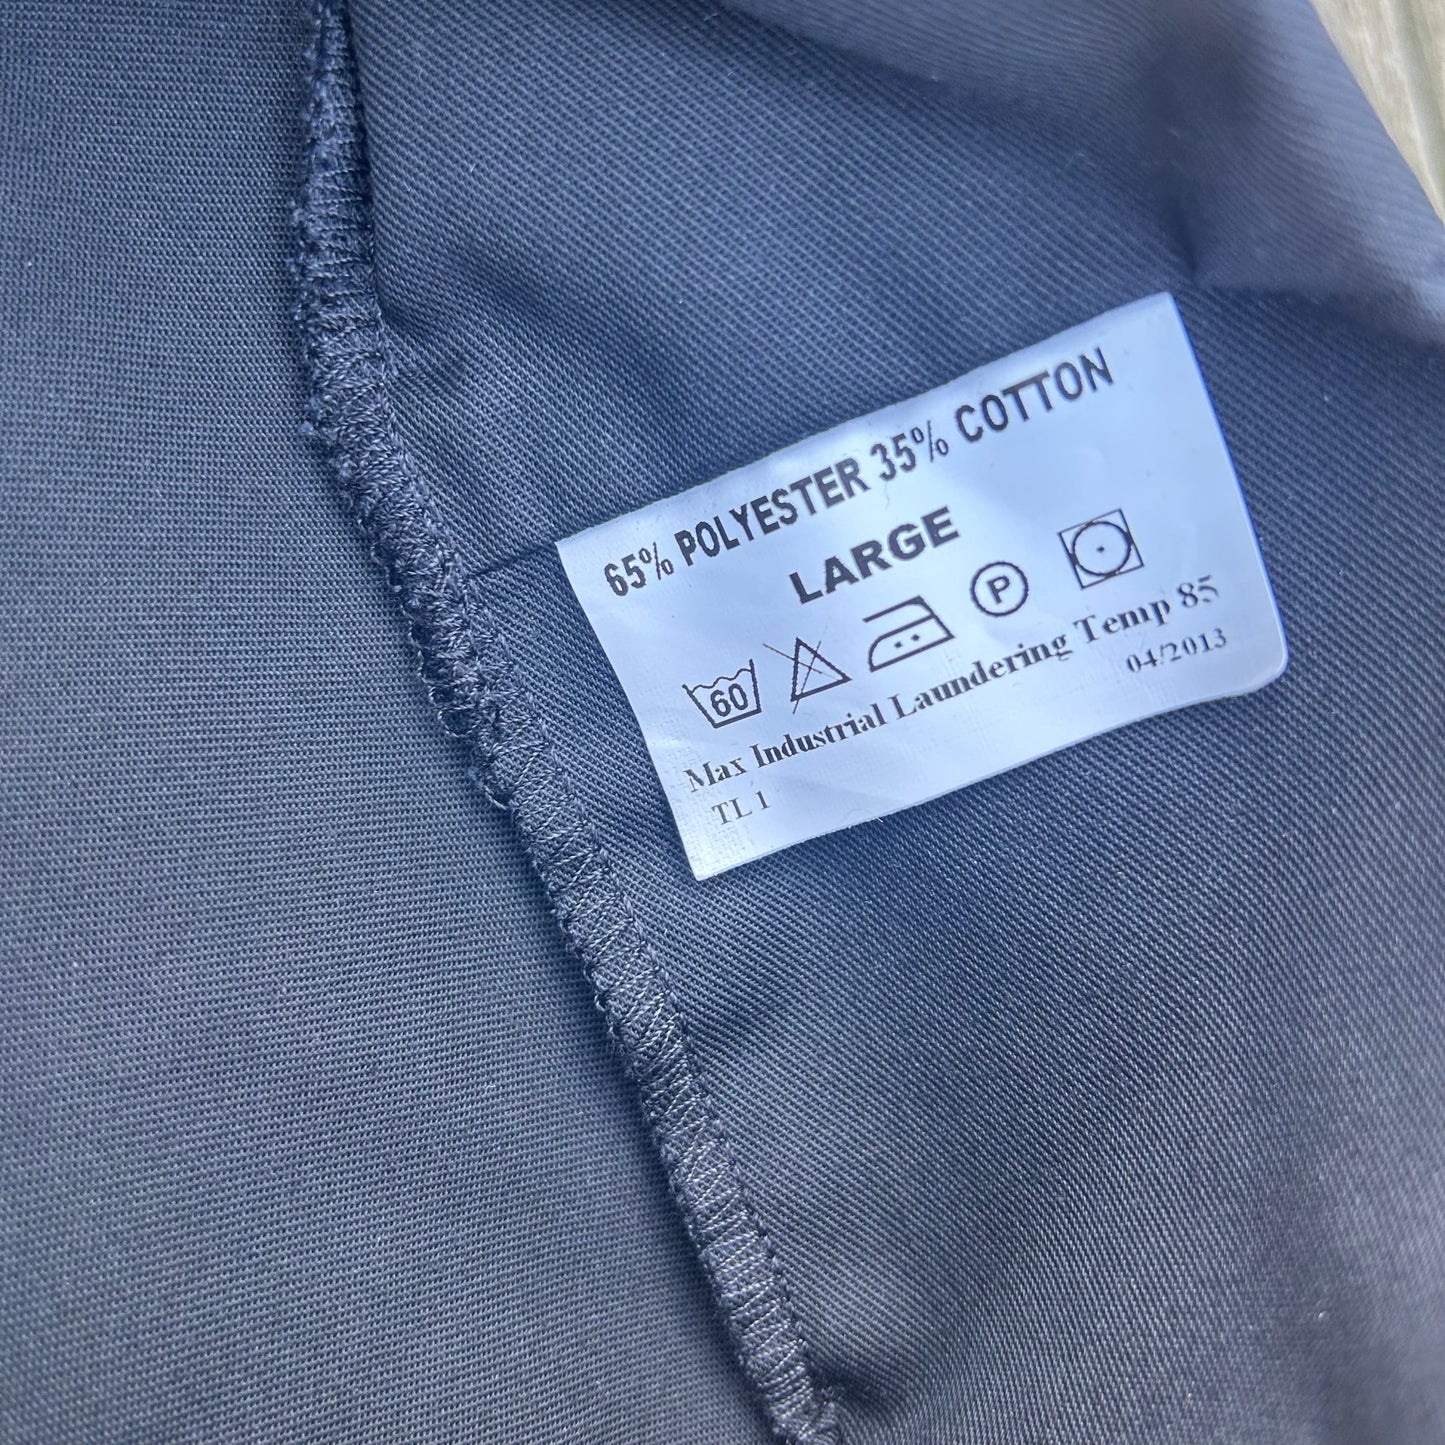 65% POLYESTER 35% COTTON
LARGE
60 P
Max Industrial Laundering Temp 85
TL 1 04/2013